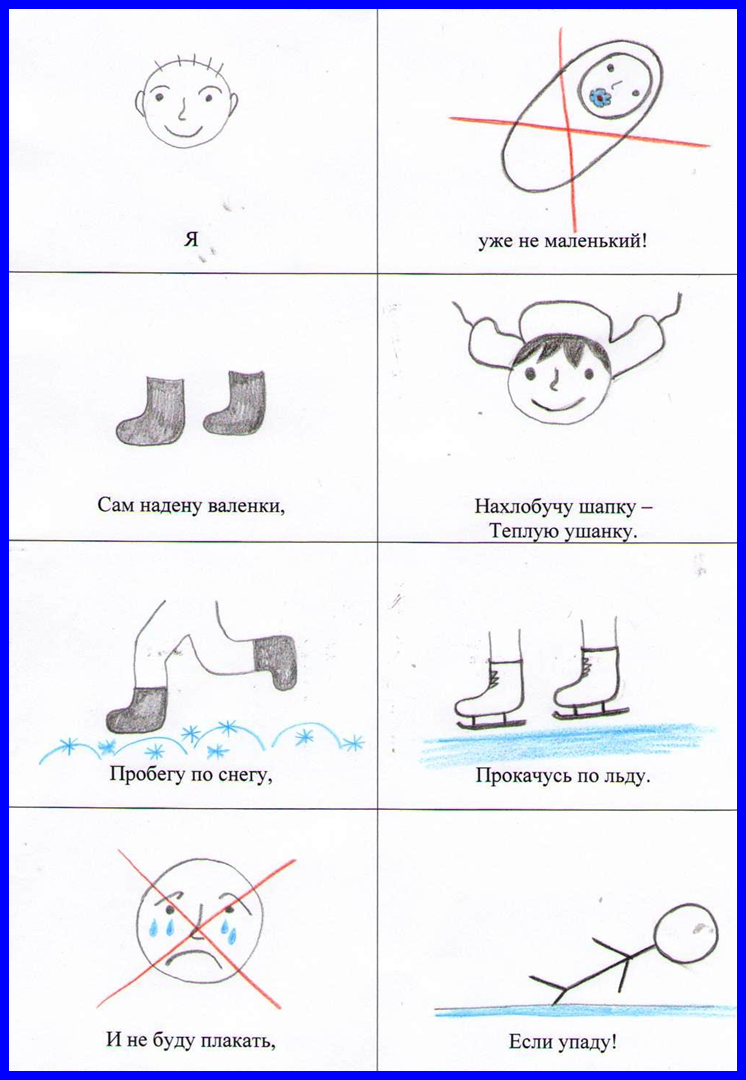 Я
уже не маленький!
Сам надену валенки,
Нахлобучу шапку –
Теплую ушанку.
Пробегу по снегу,
Прокачусь по льду.
И не буду плакать,
Если упаду!